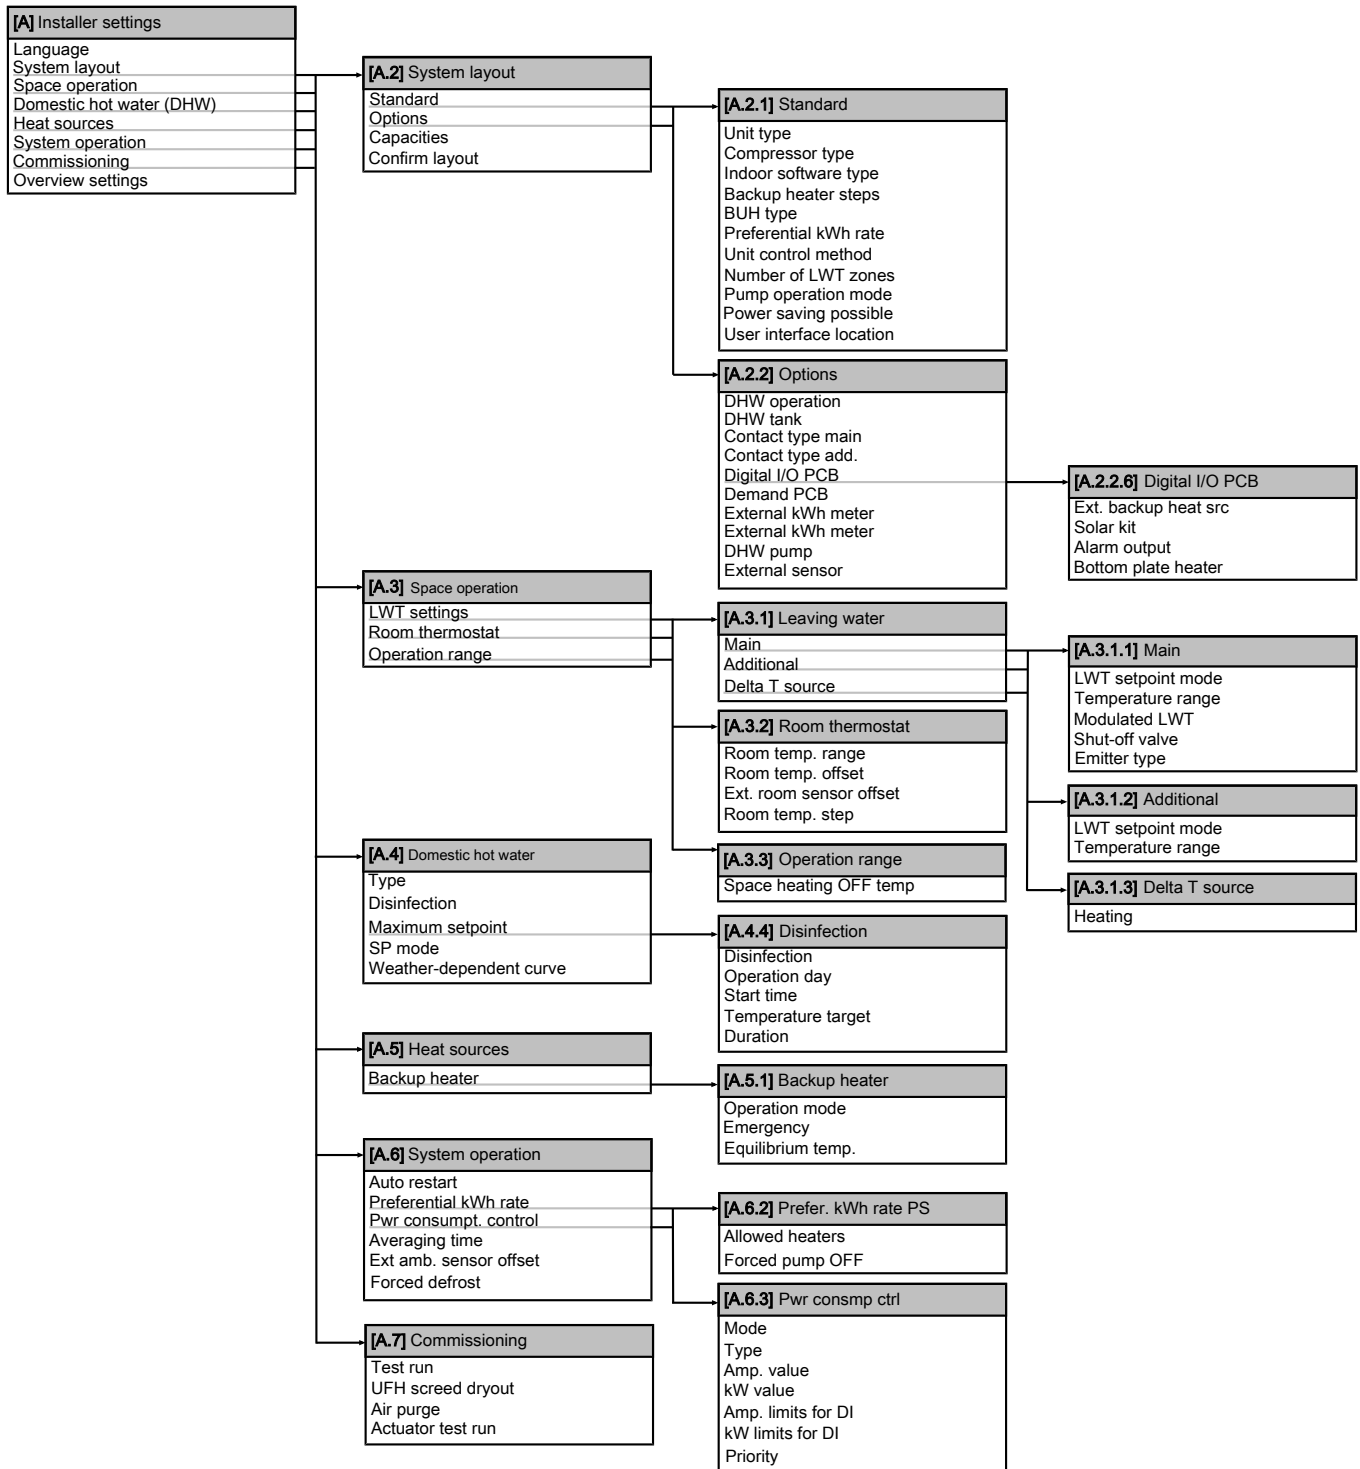 [A] Installer settings
Language
System layout
Space operation
Domestic hot water (DHW)
Heat sources
System operation
Commissioning
Overview settings
[A.2] System layout
Standard
Options
Capacities
Confirm layout
[A.2.1] Standard
Unit type
Compressor type
Indoor software type
Backup heater steps
BUH type
Preferential kWh rate
Unit control method
Number of LWT zones
Pump operation mode
Power saving possible
User interface location
[A.2.2] Options
DHW operation
DHW tank
Contact type main
Contact type add.
Digital I/O PCB
Demand PCB
External kWh meter
External kWh meter
DHW pump
External sensor
[A.2.2.6] Digital I/O PCB
Ext. backup heat src
Solar kit
Alarm output
Bottom plate heater
[A.3] Space operation
LWT settings
Room thermostat
Operation range
[A.3.1] Leaving water
Main
Additional
Delta T source
[A.3.1.1] Main
LWT setpoint mode
Temperature range
Modulated LWT
Shut-off valve
Emitter type
[A.3.1.2] Additional
LWT setpoint mode
Temperature range
[A.3.1.3] Delta T source
Heating
[A.3.2] Room thermostat
Room temp. range
Room temp. offset
Ext. room sensor offset
Room temp. step
[A.3.3] Operation range
Space heating OFF temp
[A.4] Domestic hot water
Type
Disinfection
Maximum setpoint
SP mode
Weather-dependent curve
[A.4.4] Disinfection
Disinfection
Operation day
Start time
Temperature target
Duration
[A.5] Heat sources
Backup heater
[A.5.1] Backup heater
Operation mode
Emergency
Equilibrium temp.
[A.6] System operation
Auto restart
Preferential kWh rate
Pwr consumpt. control
Averaging time
Ext amb. sensor offset
Forced defrost
[A.6.2] Prefer. kWh rate PS
Allowed heaters
Forced pump OFF
[A.6.3] Pwr consmp ctrl
Mode
Type
Amp. value
kW value
Amp. limits for DI
kW limits for DI
Priority
[A.7] Commissioning
Test run
UFH screed dryout
Air purge
Actuator test run